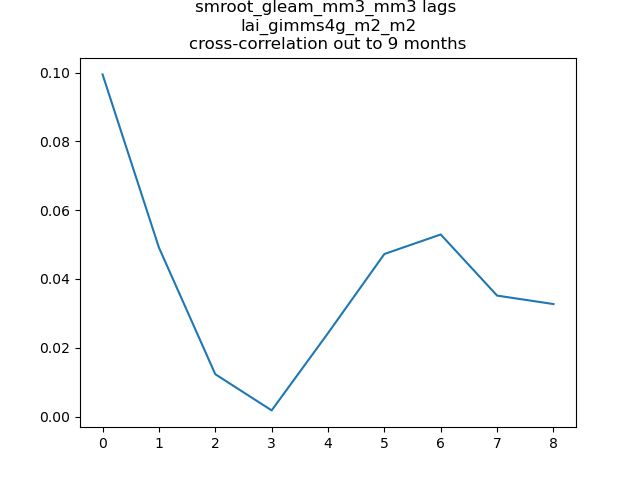 smroot_gleam_mm3_mm3 lags
lai_gimms4g_m2_m2
cross-correlation out to 9 months
0.10
0.08
0.06
0.04
0.02
0.00
0 1 2 3 4 5 6 7 8